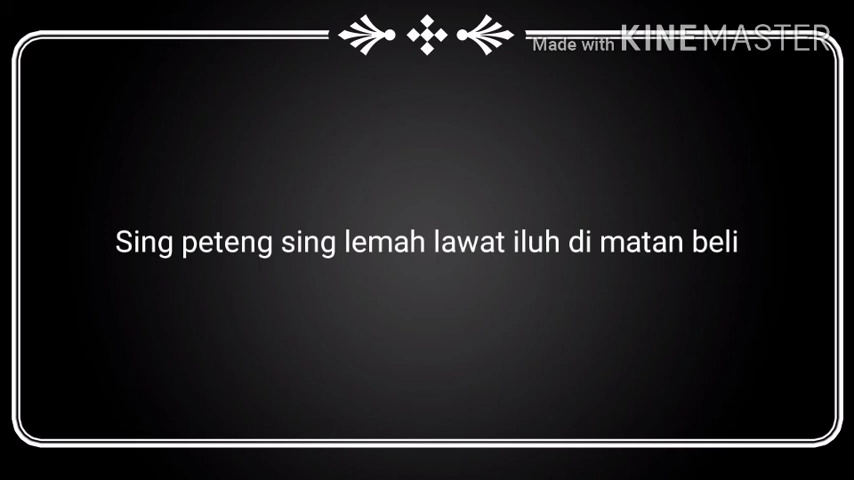 Made with KINEMASTER
Sing peteng sing lemah lawat iluh di matan beli